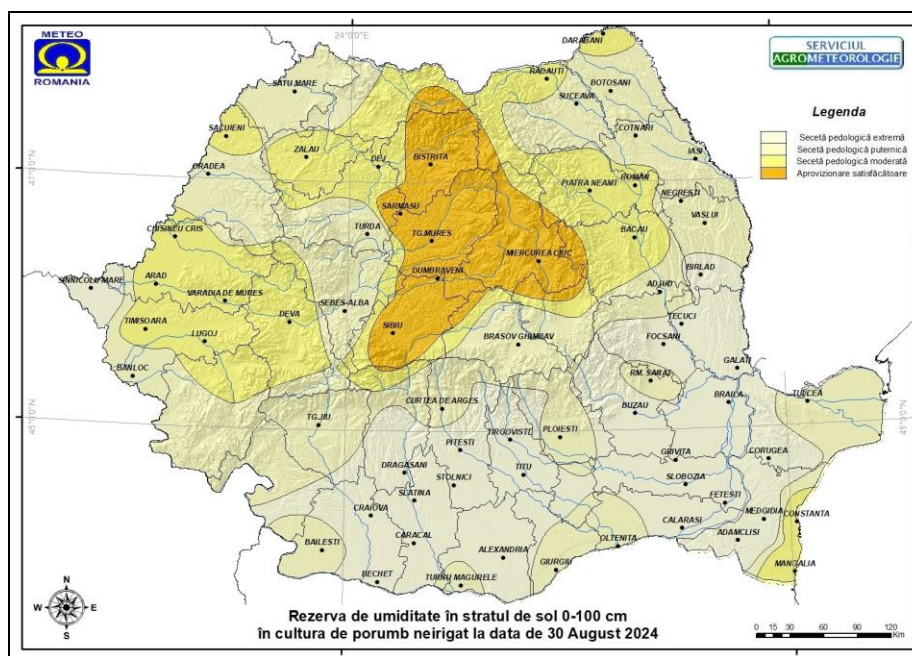 METEO
ROMANIA
24°0'0"E
SERVICIUL
AGROMETEOROLOGIE
Legenda
Secetă pedologică extremă
Secetă pedologică puternică
Secetă pedologică moderată
Aprovizionare satisfăcătoare
DARABANI
RADAUTI
BOTOSANI
SATU MARE
SUCEAVA
SACUIENI
COTNARI
ZALAU
IASI
DEJ
BISTRITA
47°0'0"N
47°0'0"N
ORADEA
PIATRA NEAMT
ROMAN
NEGRESTI
SARMASU
VASLUI
CHISINEU CRIS
TURDA
TG.MURES
BACAU
MERCUREA CIUC
BIRLAD
DUMBRAVENI
SINNICOLU MARE
ARAD
ADJUD
VARADIA DE MURES
SEBES-ALBA
TECUCI
TIMISOARA
DEVA
SIBIU
LUGOJ
BRASOV GHIMBAV
FOCSANI
GALATI
BANLOC
RM. SARAT
BRAILA
TULCEA
CURTEA DE ARGES
BUZAU
45°0'0"N
45°0'0"N
TG.JIU
TIRGOVISTE
PLOIESTI
PITESTI
GRIVITA
CORUGEA
DRAGASANI
TITU
STOLNICI
SLOBOZIA
SLATINA
FETESTI
CRAIOVA
MEDGIDIA
CONSTANTA
CALARASI
ADAMCLISI
BAILESTI
CARACAL
OLTENITA
ALEXANDRIA
GIURGIU
MANGALIA
BECHET
TURNU MAGURELE
N
W
E
S
Rezerva de umiditate în stratul de sol 0-100 cm
în cultura de porumb neirigat la data de 30 August 2024
0 15 30 60 90 120
Km